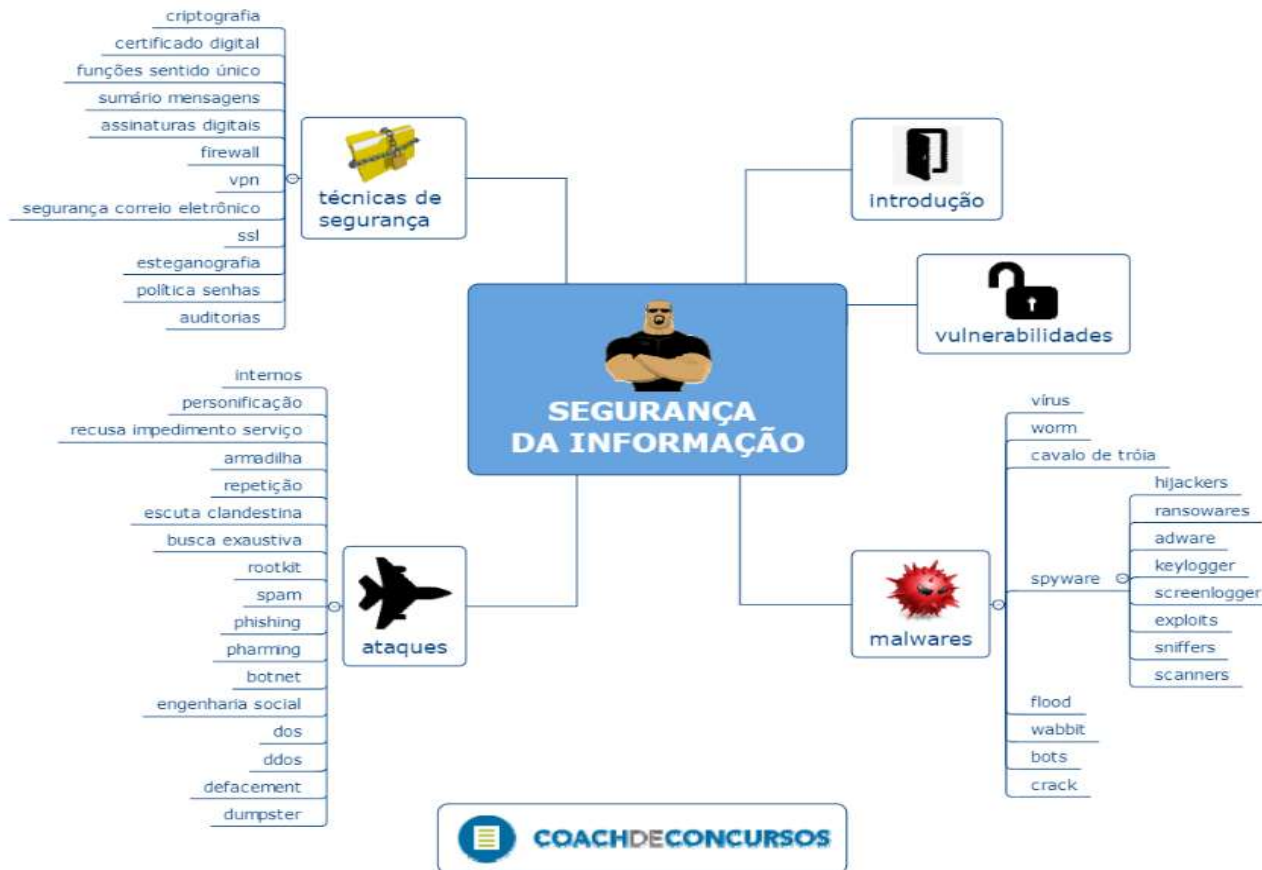 criptografia
certificado digital
funções sentido único
sumário mensagens
assinaturas digitais
firewall
vpn
segurança correio eletrônico
ssl
esteganografia
política senhas
auditorias
técnicas de
segurança
introdução
vulnerabilidades
SEGURANÇA
DA INFORMAÇÃO
internos
personificação
recusa impedimento serviço
armadilha
repetição
escuta clandestina
busca exaustiva
rootkit
spam
phishing
pharming
botnet
engenharia social
dos
ddos
defacement
dumpster
ataques
malwares
vírus
worm
cavalo de tróia
spyware
hijackers
ransowares
adware
keylogger
screenlogger
exploits
sniffers
scanners
flood
wabbit
bots
crack
COACHDECONCURSOS